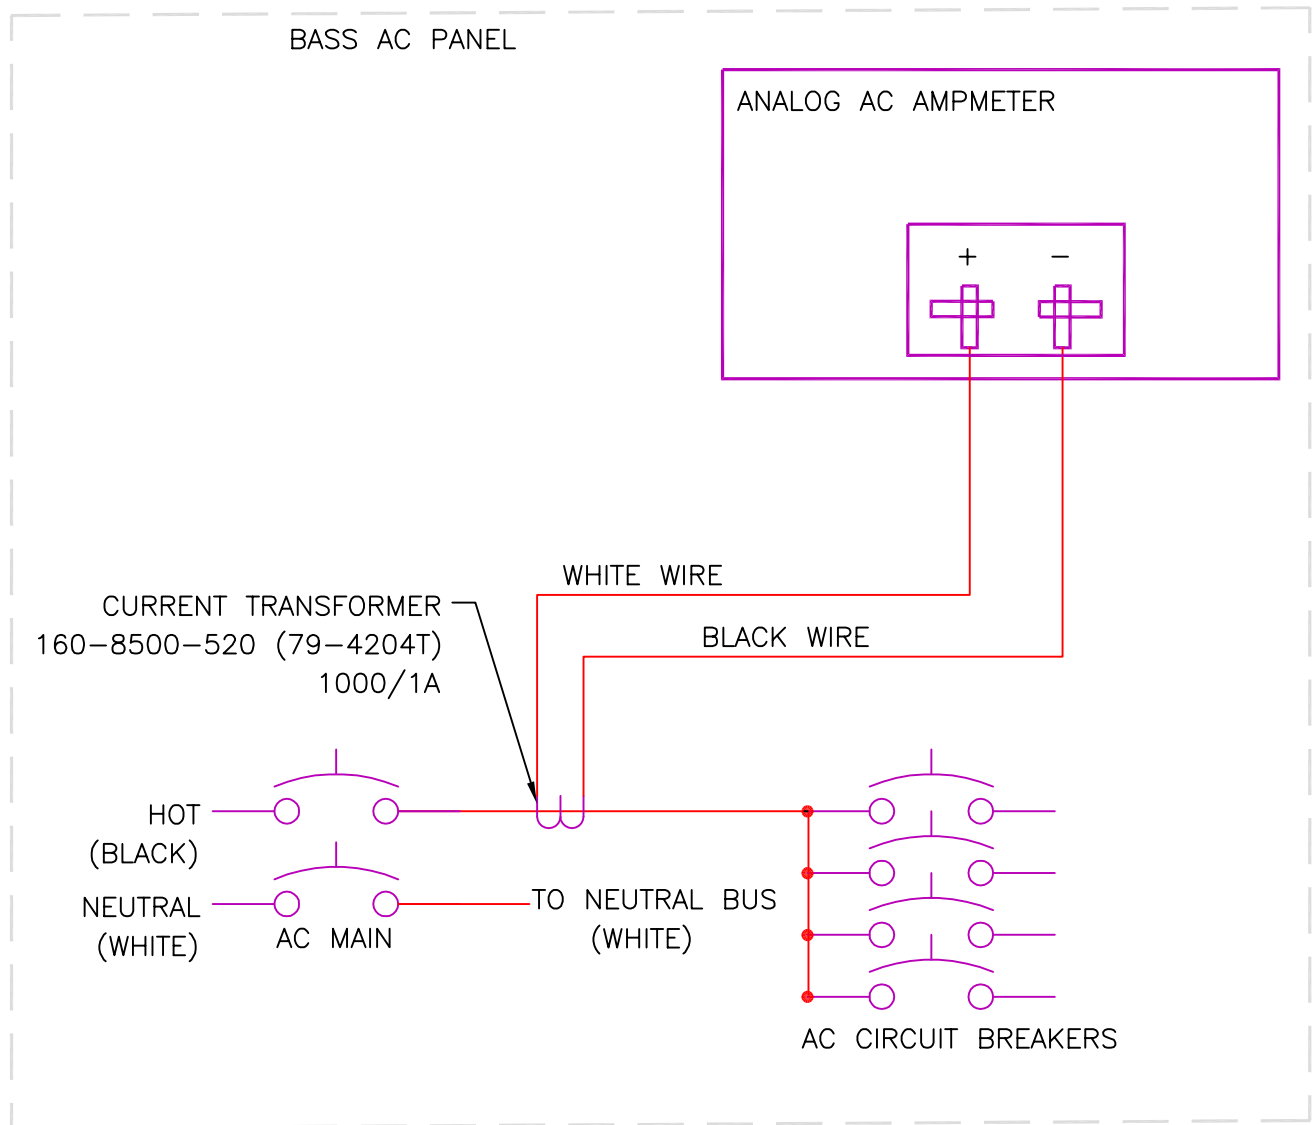 BASS AC PANEL
ANALOG AC AMPMETER
+ −
WHITE WIRE
CURRENT TRANSFORMER
160−8500−520 (79−4204T)
1000/1A
BLACK WIRE
HOT
(BLACK)
NEUTRAL
(WHITE)
AC MAIN
TO NEUTRAL BUS
(WHITE)
AC CIRCUIT BREAKERS